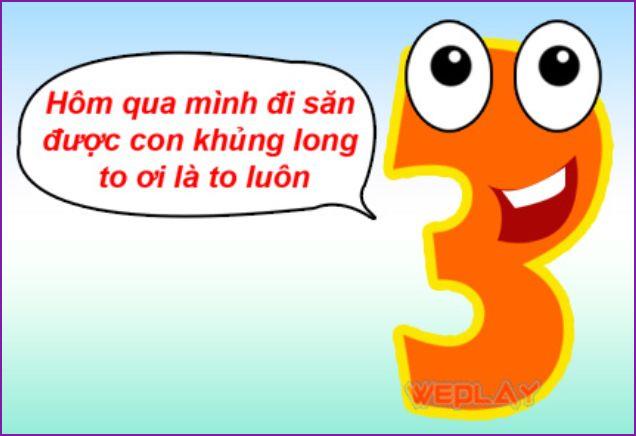 Hôm qua mình đi săn
được con khủng long
to ơi là to luôn
WEPLAY